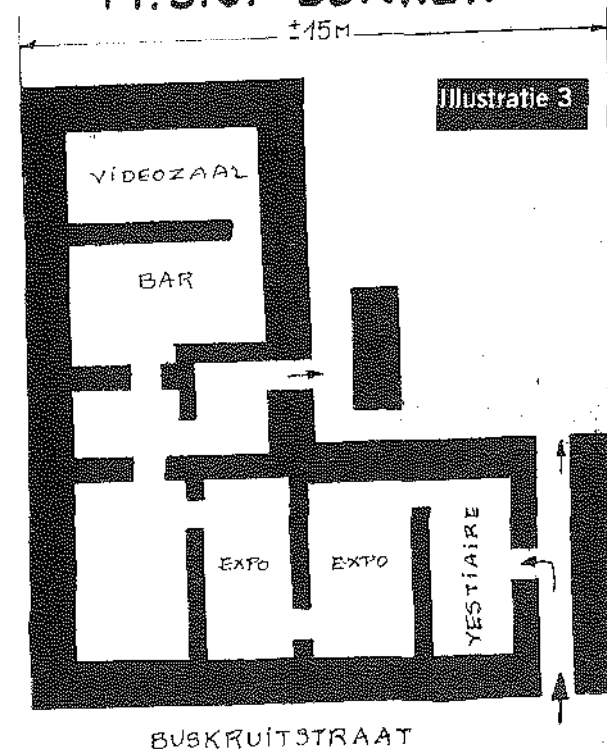 ±15M
Illustratie 3
VIDEOZAAL
BAR
EXPO
EXPO
VESTIAIRE
BUSKRUITSTRAAT